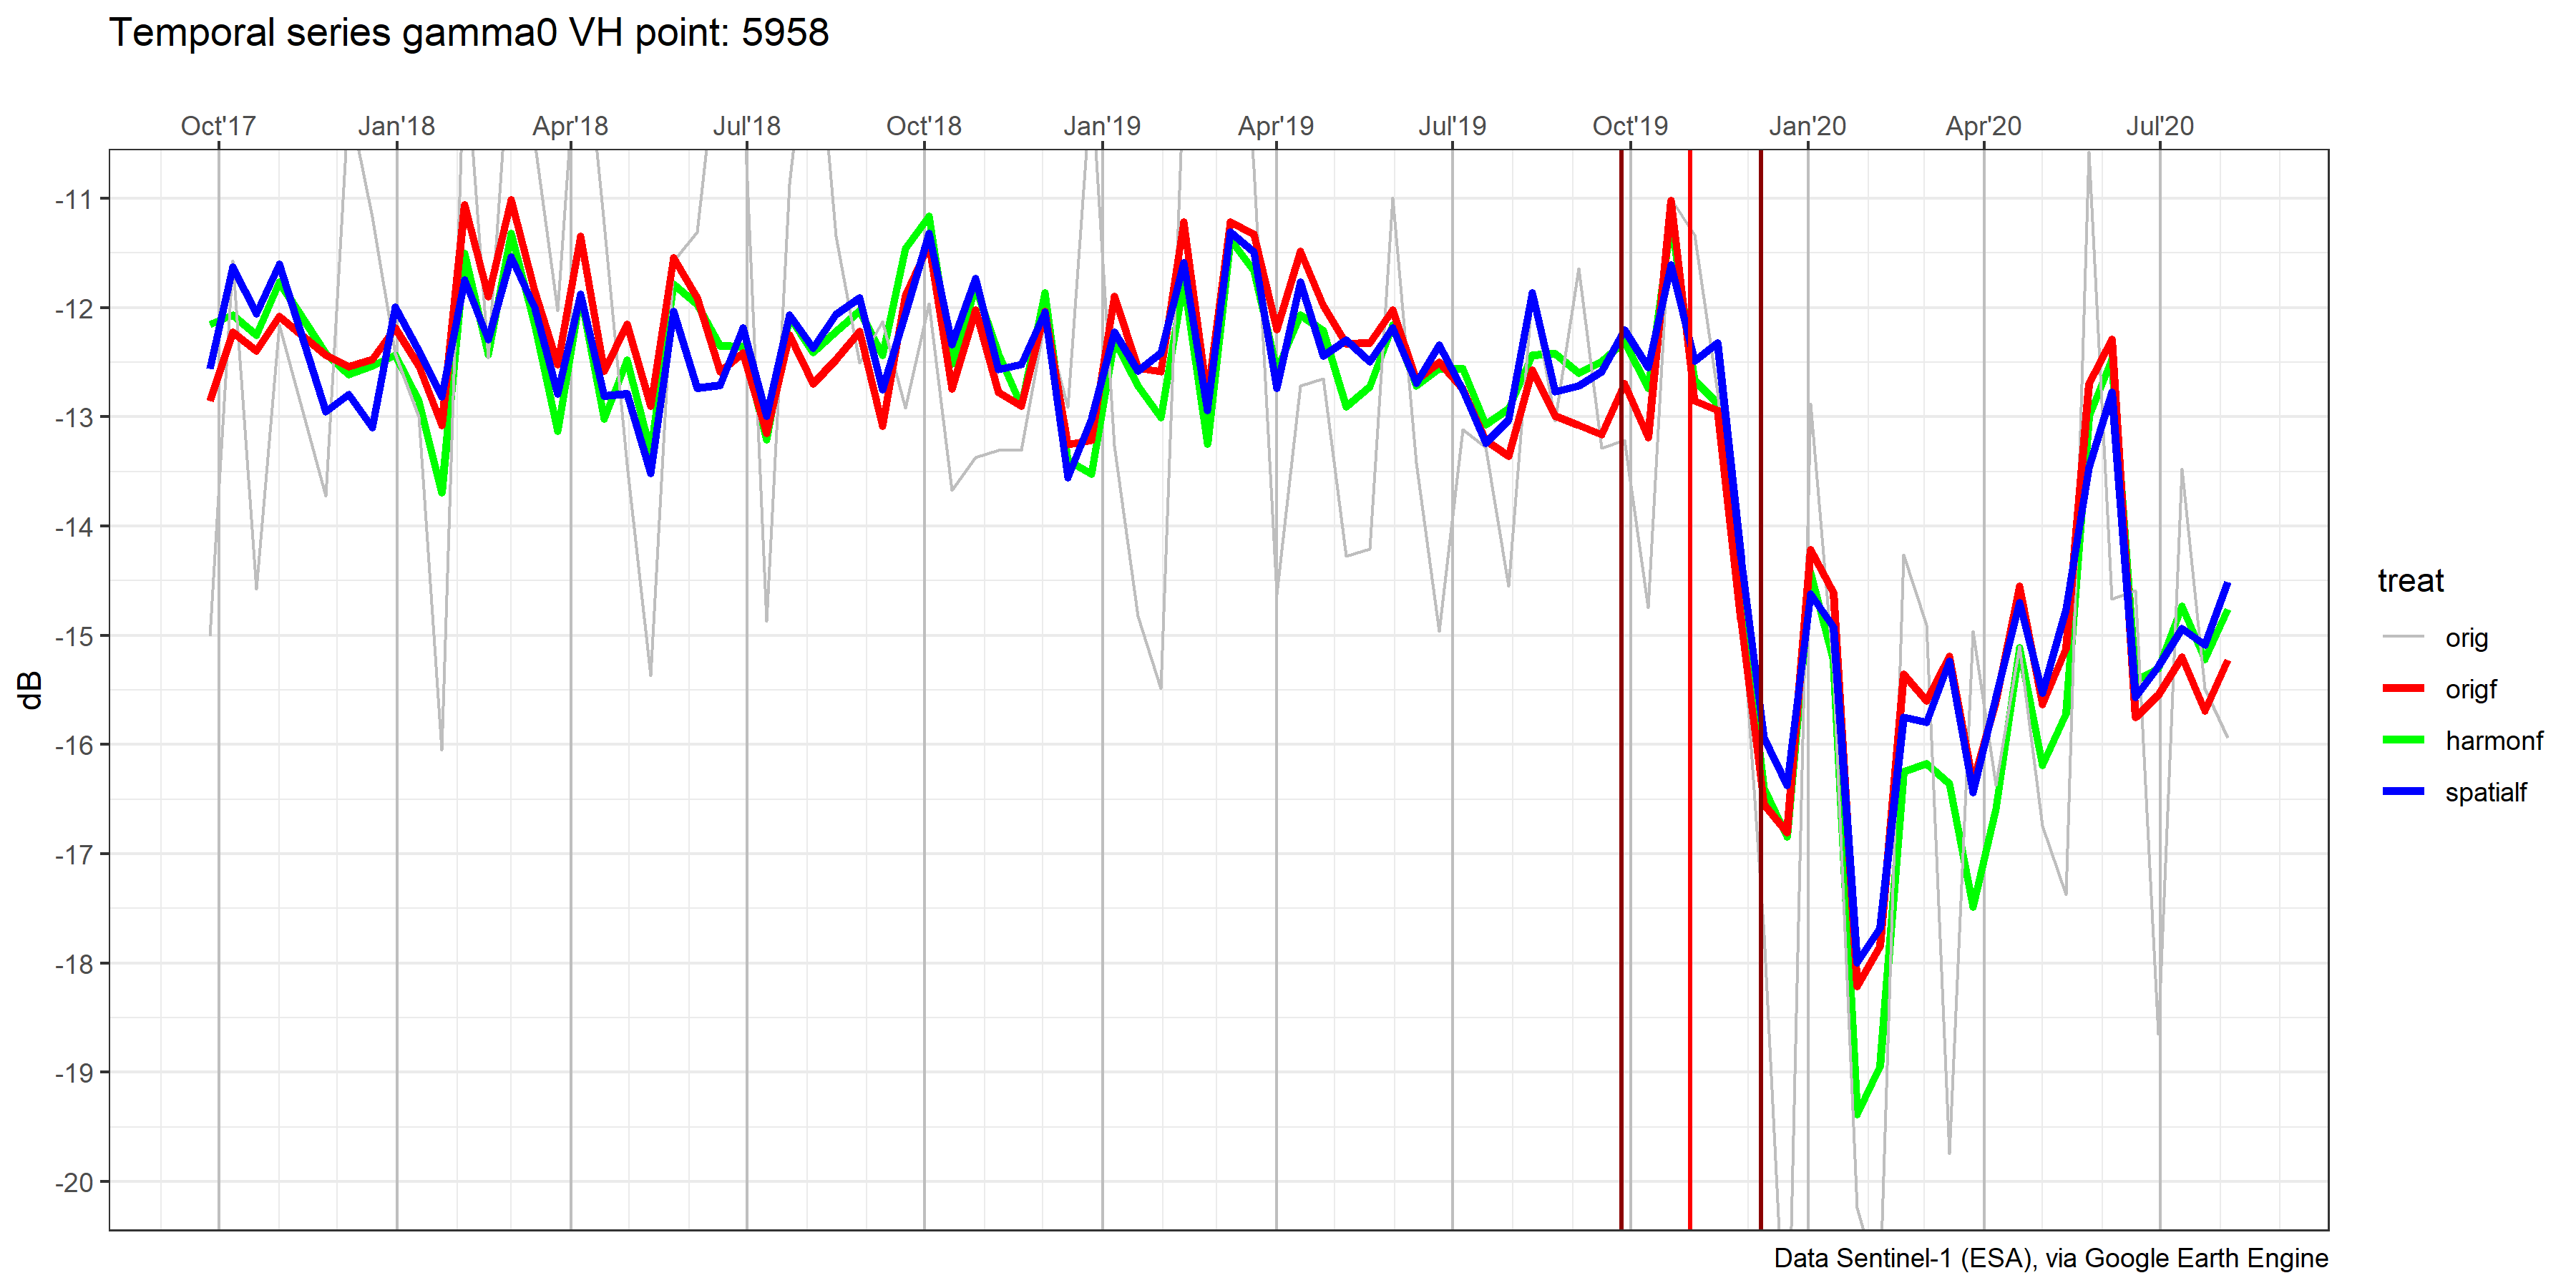 Temporal series gamma0 VH point: 5958
Oct'17 Jan'18 Apr'18 Jul'18 Oct'18 Jan'19 Apr'19 Jul'19 Oct'19 Jan'20 Apr'20 Jul'20
-11
-12
-13
-14
-15
-16
-17
-18
-19
-20
dB
treat
orig
origf
harmonf
spatialf
Data Sentinel-1 (ESA), via Google Earth Engine